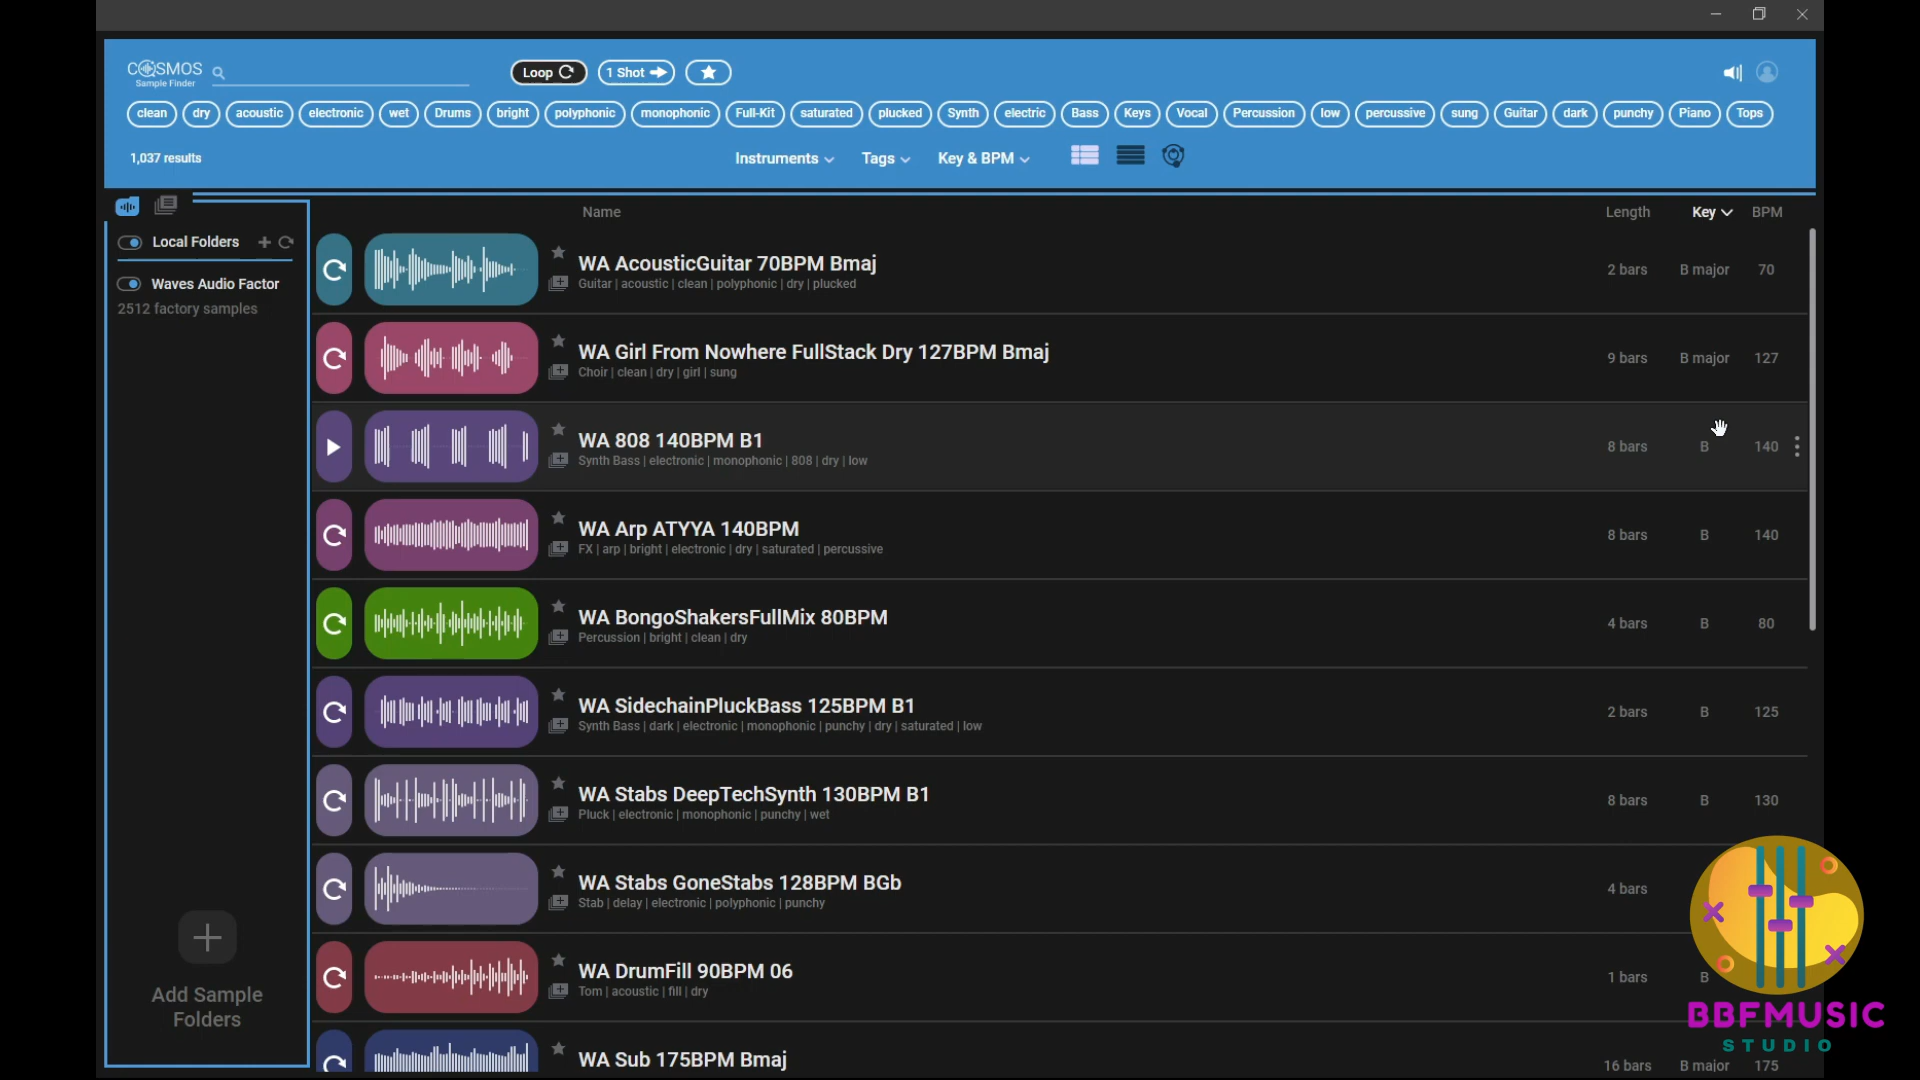 COSMOS
Sample Finder
Loop
1 Shot
clean dry acoustic electronic wet Drums bright polyphonic monophonic Full-Kit saturated plucked Synth electric Bass Keys Vocal Percussion low percussive sung Guitar dark punchy Piano Tops
1,037 results
Instruments Tags Key & BPM
Name Length Key BPM
Local Folders
Waves Audio Factor
2512 factory samples
WA AcousticGuitar 70BPM Bmaj
Guitar | acoustic | clean | polyphonic | dry | plucked
2 bars B major 70
WA Girl From Nowhere FullStack Dry 127BPM Bmaj
Choir | clean | dry | girl | sung
9 bars B major 127
WA 808 140BPM B1
Synth Bass | electronic | monophonic | 808 | dry | low
8 bars B 140
WA Arp ATYYA 140BPM
FX | arp | bright | electronic | dry | saturated | percussive
8 bars B 140
WA BongoShakersFullMix 80BPM
Percussion | bright | clean | dry
4 bars B 80
WA SidechainPluckBass 125BPM B1
Synth Bass | dark | electronic | monophonic | punchy | dry | saturated | low
2 bars B 125
WA Stabs DeepTechSynth 130BPM B1
Pluck | electronic | monophonic | punchy | wet
8 bars B 130
WA Stabs GoneStabs 128BPM BGb
Stab | delay | electronic | polyphonic | punchy
4 bars
WA DrumFill 90BPM 06
Tom | acoustic | fill | dry
1 bars B
WA Sub 175BPM Bmaj
16 bars B major 175
Add Sample
Folders
BBFMUSIC
STUDIO